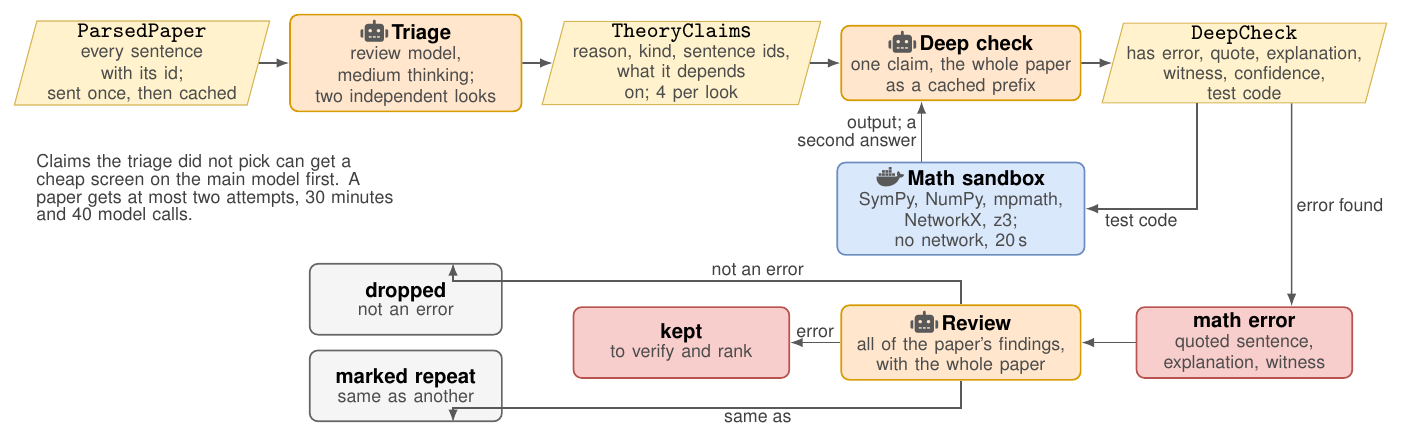 ParsedPaper
every sentence
with its id;
sent once, then cached
Triage
review model,
medium thinking;
two independent looks
TheoryClaims
reason, kind, sentence ids,
what it depends
on; 4 per look
Deep check
one claim, the whole paper
as a cached prefix
DeepCheck
has error, quote, explanation,
witness, confidence,
test code
output; a
second answer
Claims the triage did not pick can get a
cheap screen on the main model first. A
paper gets at most two attempts, 30 minutes
and 40 model calls.
Math sandbox
SymPy, NumPy, mpmath,
NetworkX, z3;
no network, 20 s
test code
error found
not an error
dropped
not an error
kept
to verify and rank
error
Review
all of the paper's findings,
with the whole paper
math error
quoted sentence,
explanation, witness
marked repeat
same as another
same as